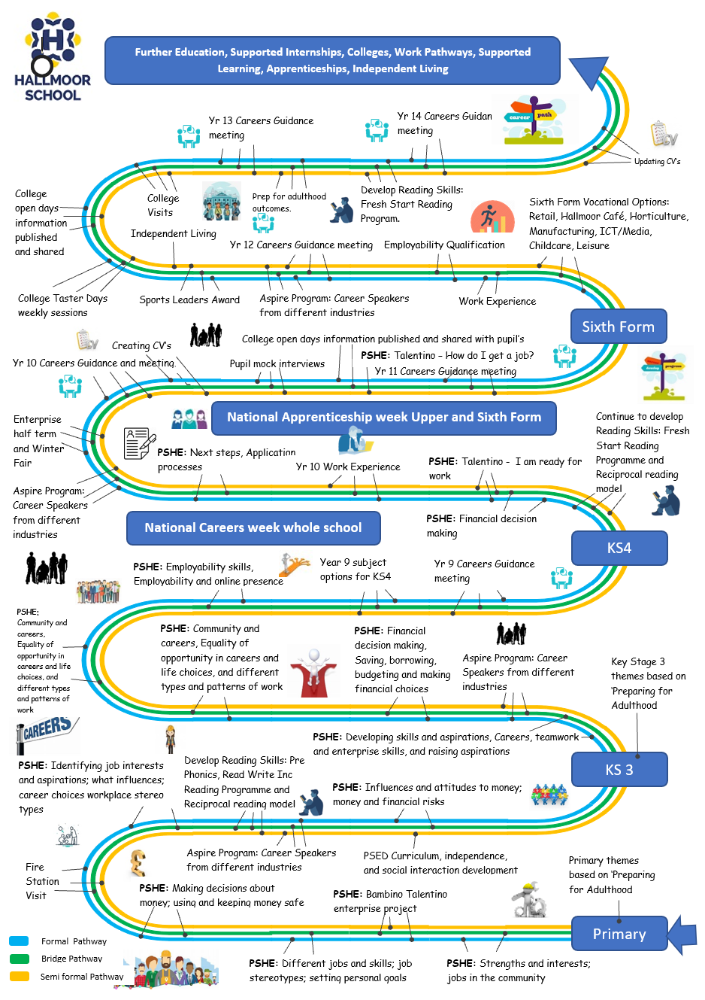 HALLMOOR
SCHOOL
Further Education, Supported Internships, Colleges, Work Pathways, Supported
Learning, Apprenticeships, Independent Living
Yr 13 Careers Guidance
meeting
Yr 14 Careers Guidan
meeting
career
path
CV
Updating CV's
College
open days
information
published
and shared
College
Visits
Prep for adulthood
outcomes.
Develop Reading Skills:
Fresh Start Reading
Program.
Sixth Form Vocational Options:
Retail, Hallmoor Café, Horticulture,
Manufacturing, ICT/Media,
Childcare, Leisure
Independent Living
Yr 12 Careers Guidance meeting
Employability Qualification
College Taster Days
weekly sessions
Sports Leaders Award
Aspire Program: Career Speakers
from different industries
Work Experience
Sixth Form
CV
Creating CV's
College open days information published and shared with pupil's
Yr 10 Careers Guidance and meeting.
Pupil mock interviews
PSHE: Talentino - How do I get a job?
Yr 11 Careers Guidance meeting
National Apprenticeship week Upper and Sixth Form
Enterprise
half term
and Winter
Fair
PSHE: Next steps, Application
processes
Yr 10 Work Experience
PSHE: Talentino - I am ready for
work
Continue to develop
Reading Skills: Fresh
Start Reading
Programme and
Reciprocal reading
model
Aspire Program:
Career Speakers
from different
industries
National Careers week whole school
PSHE: Financial decision
making
KS4
PSHE: Employability skills,
Employability and online presence
Year 9 subject
options for KS4
Yr 9 Careers Guidance
meeting
PSHE:
Community and
careers,
Equality of
opportunity in
careers and life
choices, and
different types
and patterns of
work
PSHE: Community and
careers, Equality of
opportunity in careers and
life choices, and different
types and patterns of work
PSHE: Financial
decision making,
Saving, borrowing,
budgeting and making
financial choices
Aspire Program: Career
Speakers from different
industries
Key Stage 3
themes based on
'Preparing for
Adulthood
CAREERS
PSHE: Developing skills and aspirations, Careers, teamwork
and enterprise skills, and raising aspirations
KS 3
PSHE: Identifying job interests
and aspirations; what influences;
career choices workplace stereo
types
Develop Reading Skills: Pre
Phonics, Read Write Inc
Reading Programme and
Reciprocal reading model
PSHE: Influences and attitudes to money;
money and financial risks
Aspire Program: Career Speakers
from different industries
PSED Curriculum, independence,
and social interaction development
Fire
Station
Visit
PSHE: Making decisions about
money; using and keeping money safe
PSHE: Bambino Talentino
enterprise project
Primary themes
based on 'Preparing
for Adulthood
Primary
Formal Pathway
Bridge Pathway
Semi formal Pathway
PSHE: Different jobs and skills; job
stereotypes; setting personal goals
PSHE: Strengths and interests;
jobs in the community